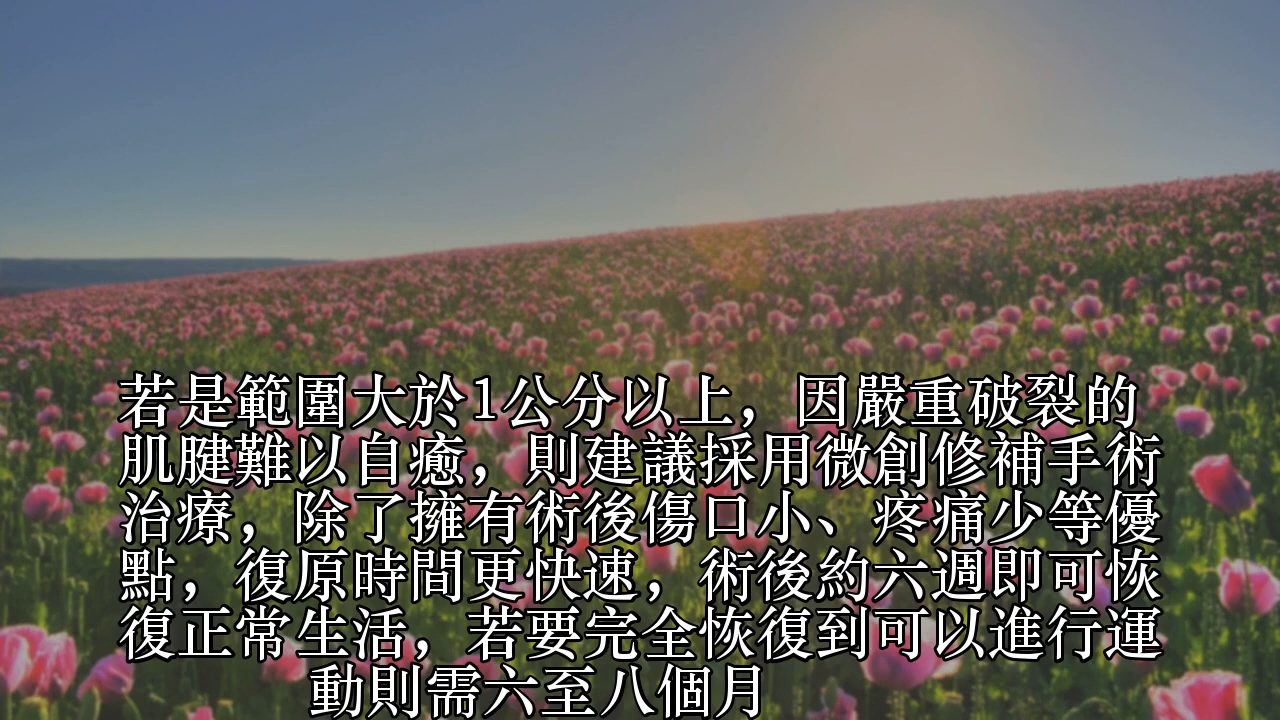 若是範圍大於1公分以上，因嚴重破裂的
肌腱難以自癒，則建議採用微創修補手術
治療，除了擁有術後傷口小、疼痛少等優
點，復原時間更快速，術後約六週即可恢
復正常生活，若要完全恢復到可以進行運
動則需六至八個月